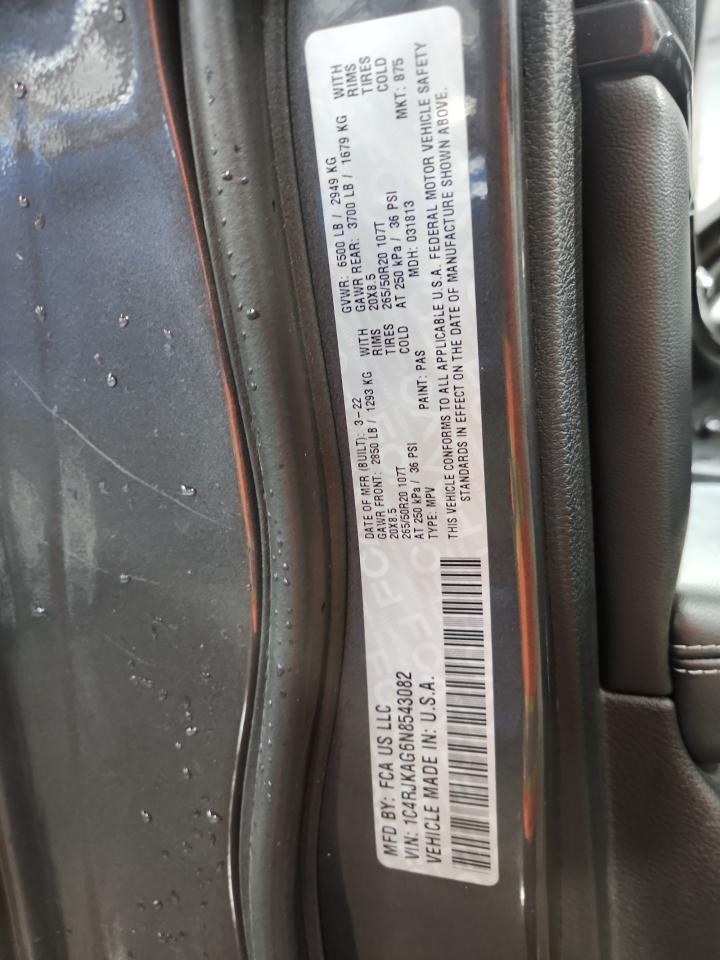 MFD BY: FCA US LLC
VIN: 1C4RJKAG6N8543082
VEHICLE MADE IN: U.S.A.
DATE OF MFR (BUILT): 3-22 GVWR: 6500 LB / 2949 KG
GAWR FRONT: 2850 LB / 1293 KG WITH GAWR REAR: 3700 LB / 1679 KG WITH
20X8.5 RIMS 20X8.5 RIMS
265/50R20 107T TIRES 265/50R20 107T TIRES
AT 250 kPa / 36 PSI COLD AT 250 kPa / 36 PSI COLD
TYPE: MPV PAINT: PAS MDH: 031813 MKT: 875
THIS VEHICLE CONFORMS TO ALL APPLICABLE U.S.A. FEDERAL MOTOR VEHICLE SAFETY
STANDARDS IN EFFECT ON THE DATE OF MANUFACTURE SHOWN ABOVE.